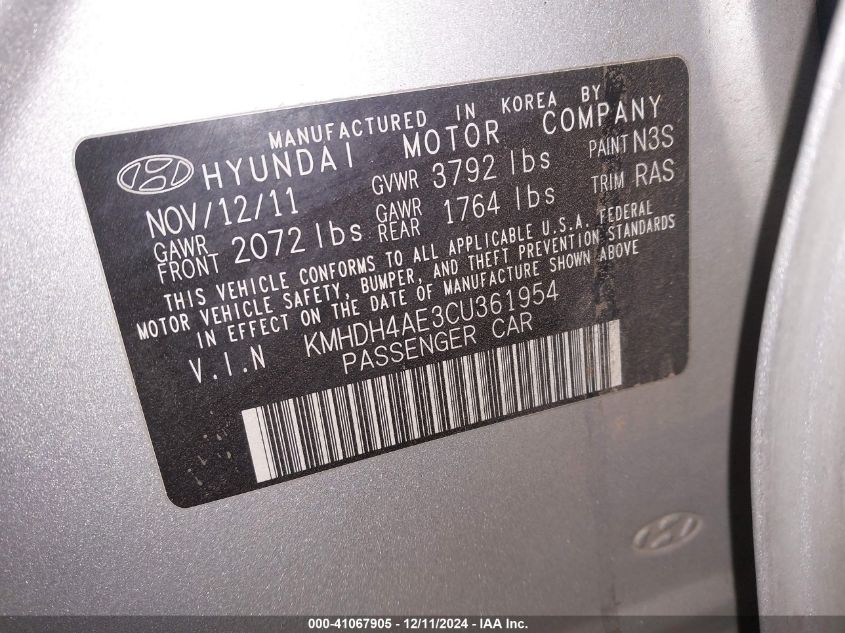 MANUFACTURED IN KOREA BY
HYUNDAI MOTOR COMPANY
NOV/12/11 GVWR 3792 lbs PAINT N3S
GAWR FRONT 2072 lbs GAWR REAR 1764 lbs TRIM RAS
THIS VEHICLE CONFORMS TO ALL APPLICABLE U.S.A. FEDERAL
MOTOR VEHICLE SAFETY, BUMPER, AND THEFT PREVENTION STANDARDS
IN EFFECT ON THE DATE OF MANUFACTURE SHOWN ABOVE
V.I.N KMHDH4AE3CU361954
PASSENGER CAR
000-41067905 - 12/11/2024 - IAA Inc.